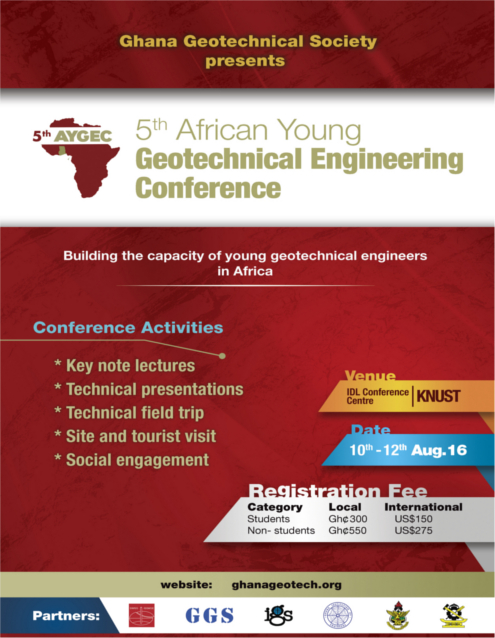 Ghana Geotechnical Society
presents
5th AYGEC
5th African Young
Geotechnical Engineering
Conference
Building the capacity of young geotechnical engineers
in Africa
Conference Activities
* Key note lectures
* Technical presentations
* Technical field trip
* Site and tourist visit
* Social engagement
Venue
IDL Conference
Centre
KNUST
Date
10th - 12th Aug.16
Registration Fee
Category Local International
Students Gh¢300 US$150
Non- students Gh¢550 US$275
website: ghanageotech.org
Partners:
GGS